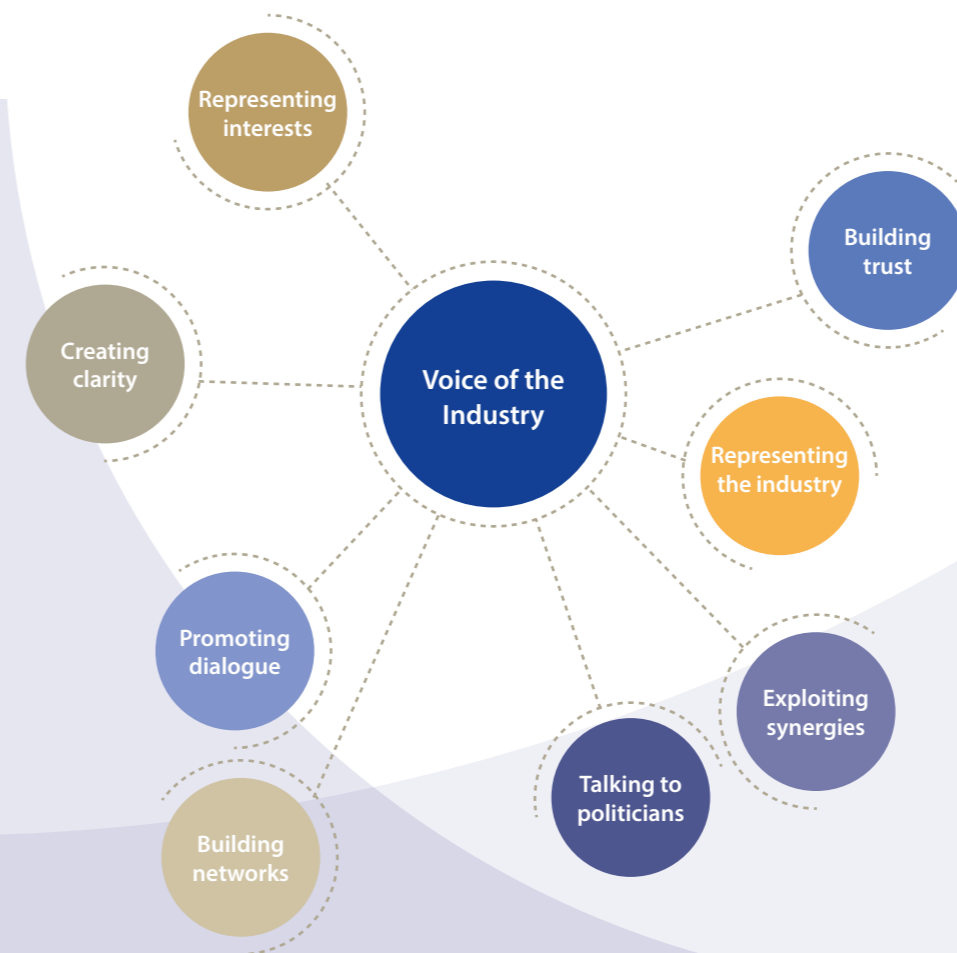 Representing
interests
Building
trust
Creating
clarity
Voice of the
Industry
Representing
the industry
Promoting
dialogue
Exploiting
synergies
Talking to
politicians
Building
networks